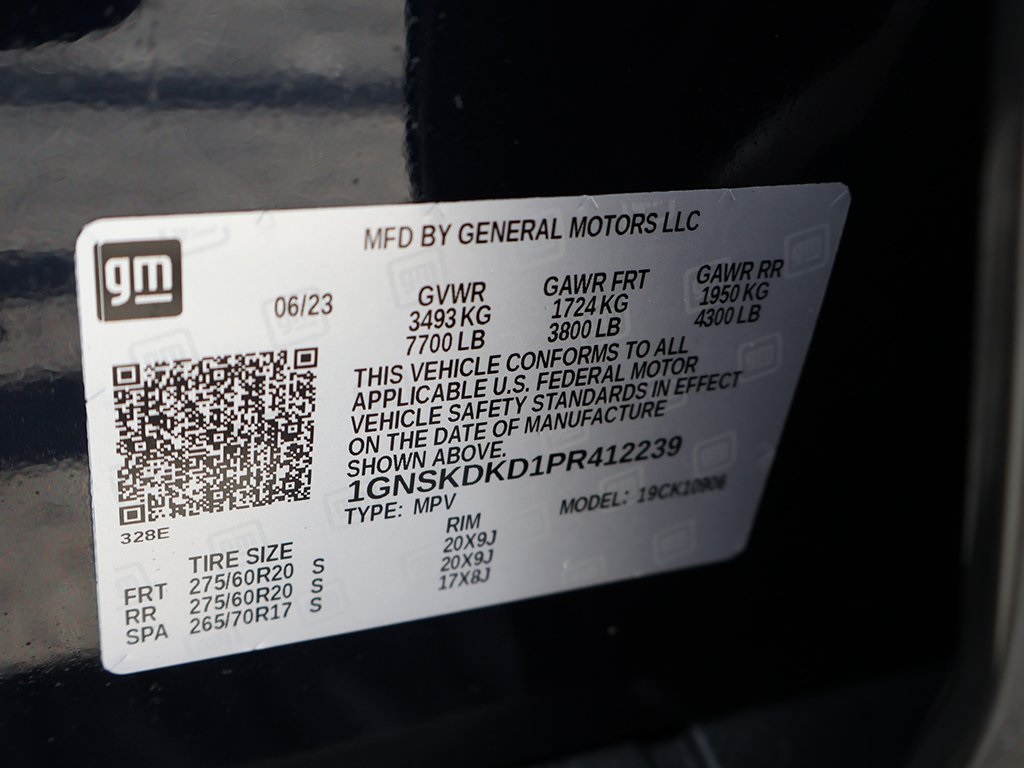 gm
MFD BY GENERAL MOTORS LLC
06/23
GVWR GAWR FRT GAWR RR
3493 KG 1724 KG 1950 KG
7700 LB 3800 LB 4300 LB
THIS VEHICLE CONFORMS TO ALL
APPLICABLE U.S. FEDERAL MOTOR
VEHICLE SAFETY STANDARDS IN EFFECT
ON THE DATE OF MANUFACTURE
SHOWN ABOVE.
1GNSKDKD1PR412239
TYPE: MPV MODEL: 19CK10906
328E
TIRE SIZE RIM
FRT 275/60R20 S 20X9J
RR 275/60R20 S 20X9J
SPA 265/70R17 S 17X8J